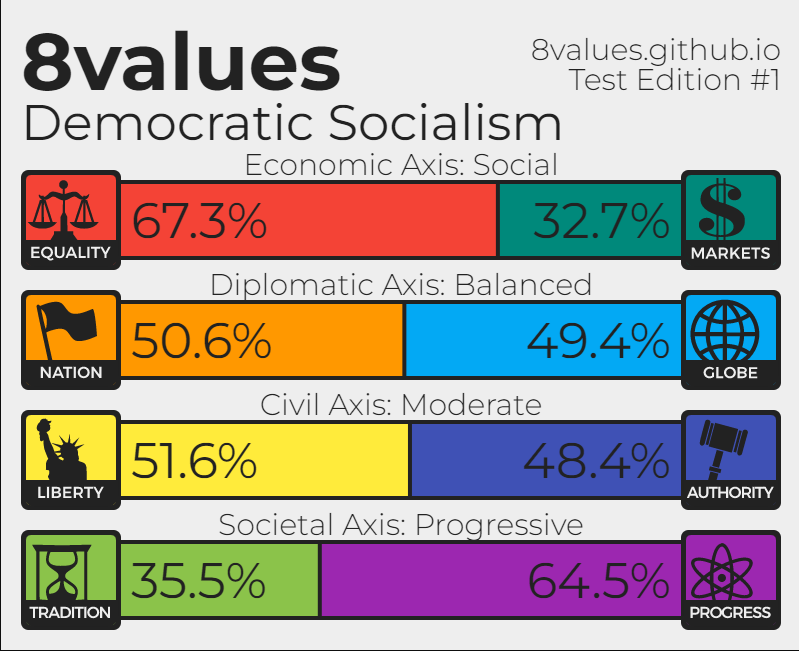 8values
8values.github.io
Test Edition #1
Democratic Socialism
Economic Axis: Social
EQUALITY 67.3% 32.7% MARKETS
Diplomatic Axis: Balanced
NATION 50.6% 49.4% GLOBE
Civil Axis: Moderate
LIBERTY 51.6% 48.4% AUTHORITY
Societal Axis: Progressive
TRADITION 35.5% 64.5% PROGRESS